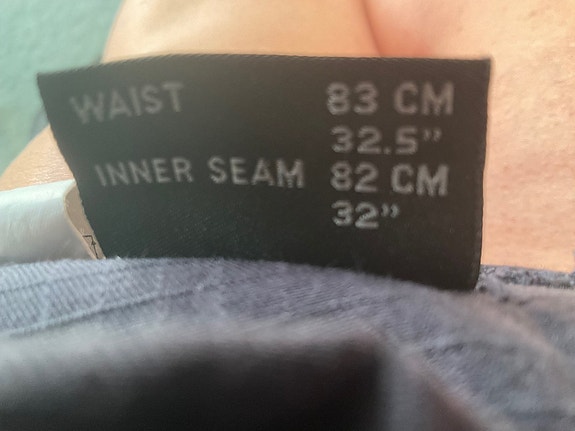 WAIST 83 CM
32.5”
INNER SEAM 82 CM
32”